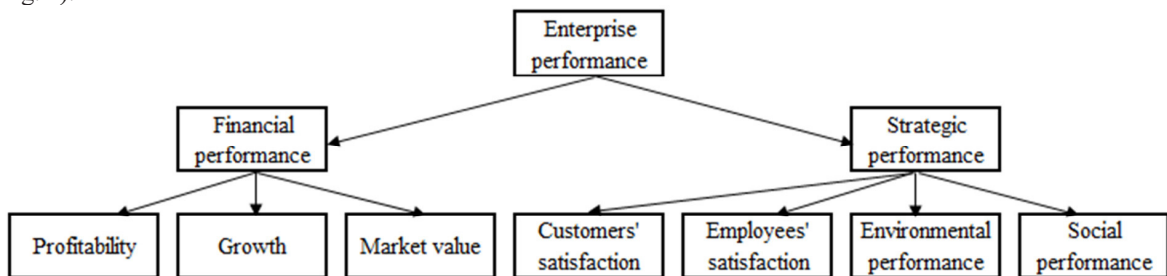 Enterprise
performance
Financial
performance
Strategic
performance
Profitability
Growth
Market value
Customers'
satisfaction
Employees'
satisfaction
Environmental
performance
Social
performance